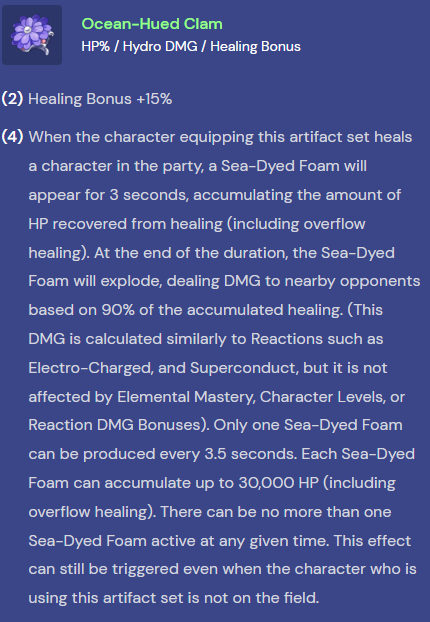 Ocean-Hued Clam
HP% / Hydro DMG / Healing Bonus
(2) Healing Bonus +15%
(4) When the character equipping this artifact set heals
a character in the party, a Sea-Dyed Foam will
appear for 3 seconds, accumulating the amount of
HP recovered from healing (including overflow
healing). At the end of the duration, the Sea-Dyed
Foam will explode, dealing DMG to nearby opponents
based on 90% of the accumulated healing. (This
DMG is calculated similarly to Reactions such as
Electro-Charged, and Superconduct, but it is not
affected by Elemental Mastery, Character Levels, or
Reaction DMG Bonuses). Only one Sea-Dyed Foam
can be produced every 3.5 seconds. Each Sea-Dyed
Foam can accumulate up to 30,000 HP (including
overflow healing). There can be no more than one
Sea-Dyed Foam active at any given time. This effect
can still be triggered even when the character who is
using this artifact set is not on the field.